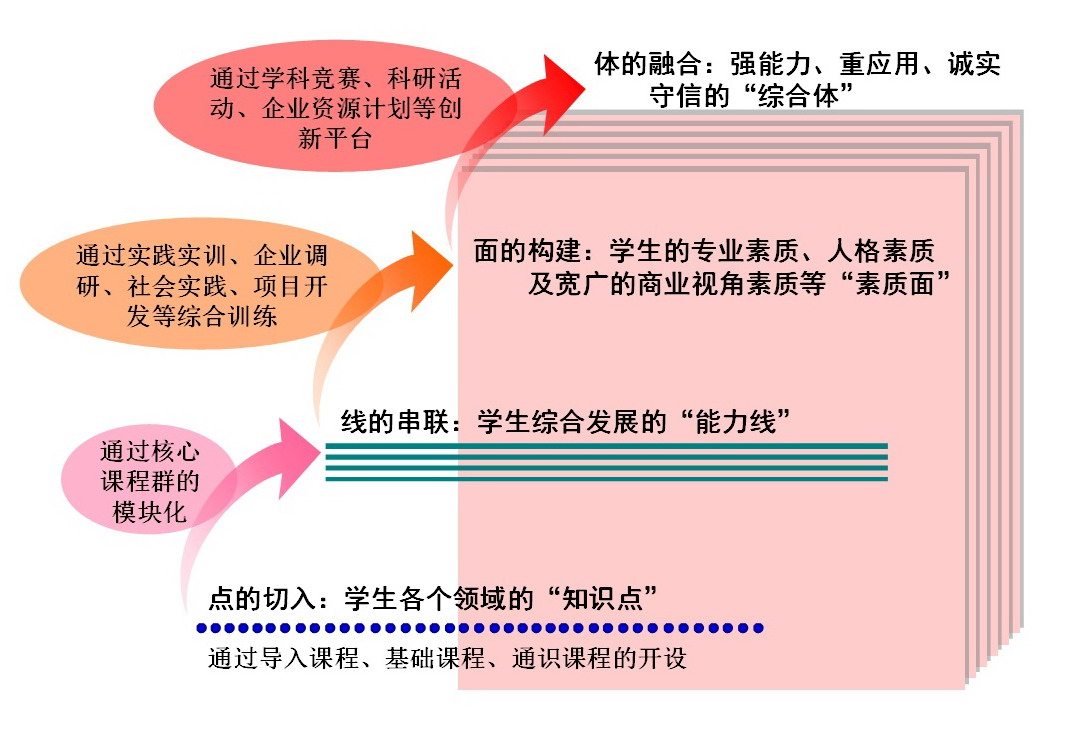 体的融合：强能力、重应用、诚实
守信的“综合体”
通过学科竞赛、科研活
动、企业资源计划等创
新平台
面的构建：学生的专业素质、人格素质
及宽广的商业视角素质等“素质面”
通过实践实训、企业调
研、社会实践、项目开
发等综合训练
线的串联：学生综合发展的“能力线”
通过核心
课程群的
模块化
点的切入：学生各个领域的“知识点”
通过导入课程、基础课程、通识课程的开设